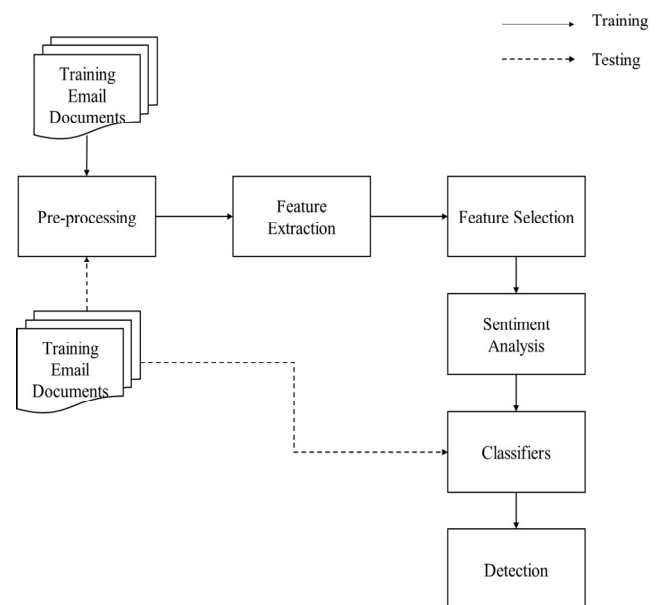 Training
Testing
Training
Email
Documents
Pre-processing
Feature
Extraction
Feature Selection
Training
Email
Documents
Sentiment
Analysis
Classifiers
Detection